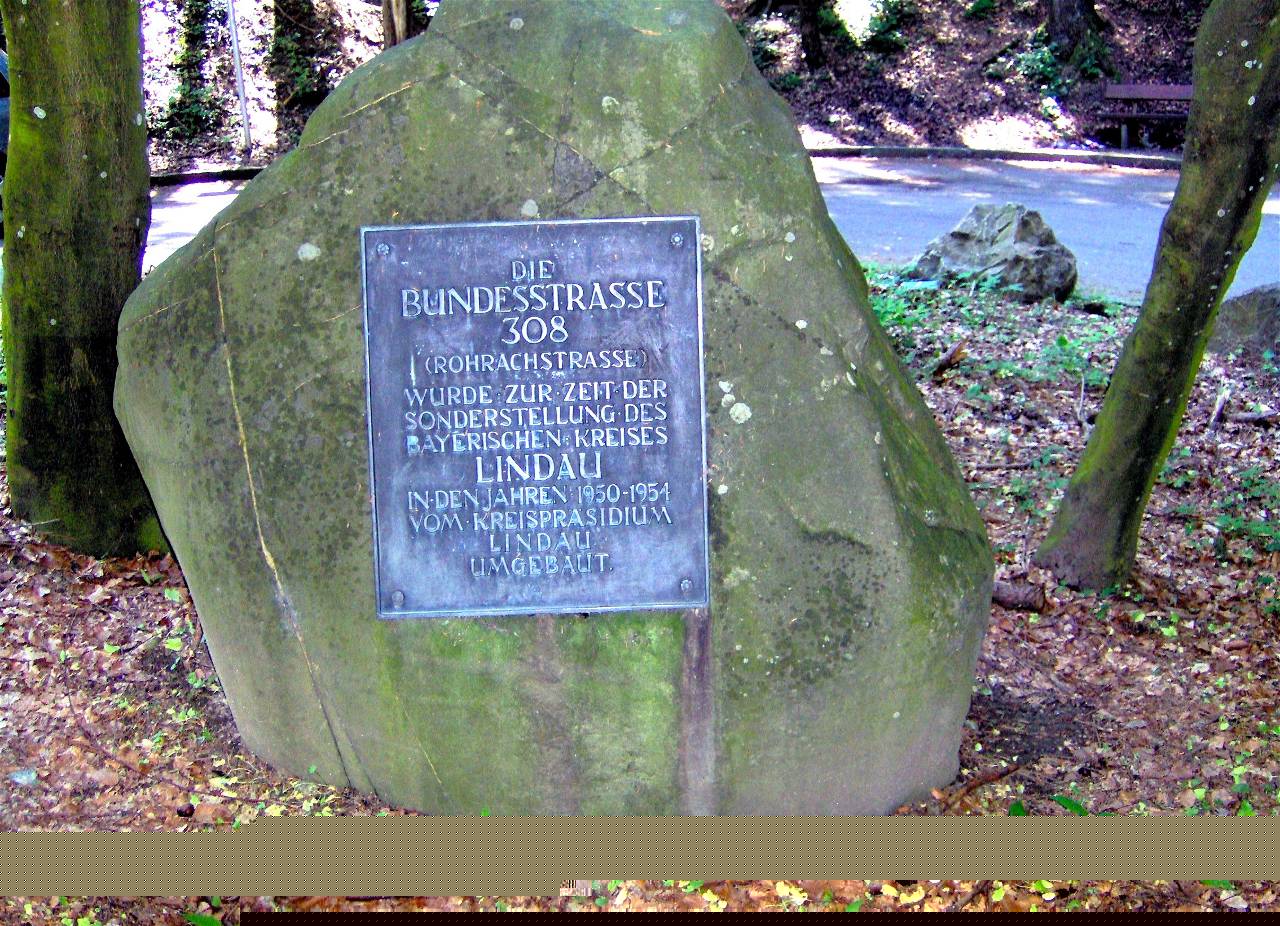 DIE
BUNDESSTRASSE
308
(ROHRACHSTRASSE)
WURDE·ZUR·ZEIT·DER
SONDERSTELLUNG·DES
BAYERISCHEN·KREISES
LINDAU
IN·DEN·JAHREN·1950-1954
VOM·KREISPRÄSIDIUM
LINDAU
UMGEBAUT.